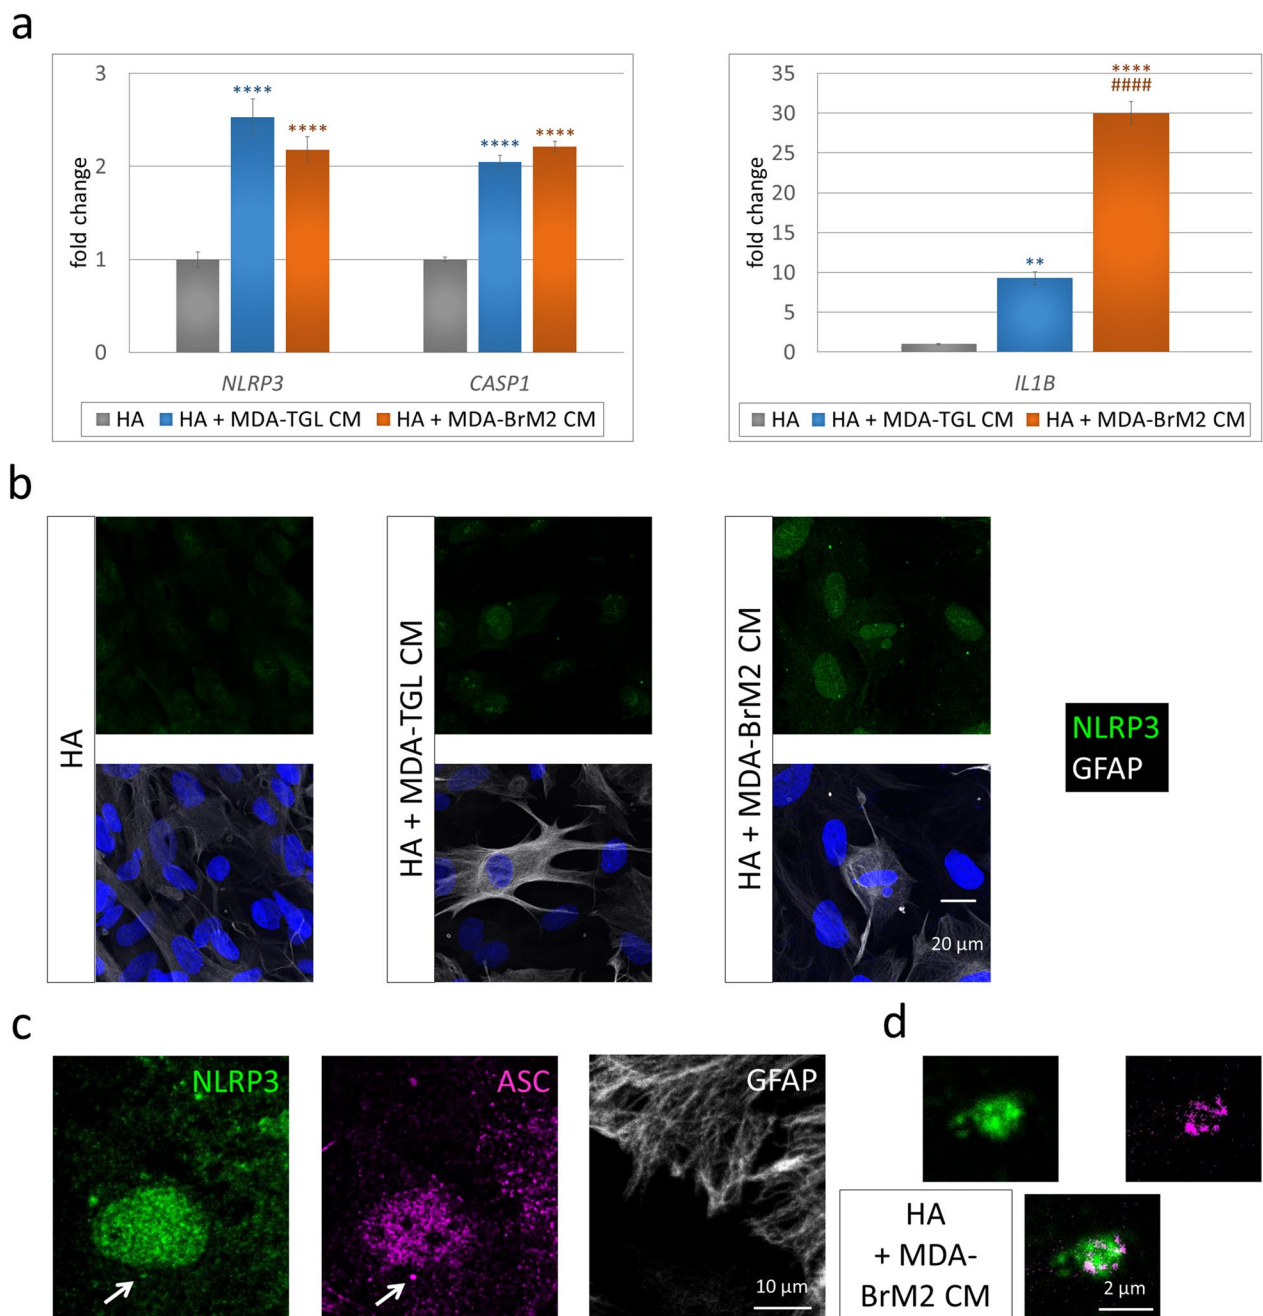 a
3
2
1
0
fold change
****
****
****
****
NLRP3
CASP1
HA HA + MDA-TGL CM HA + MDA-BrM2 CM
35
30
25
20
15
10
5
0
fold change
**
****
####
IL1B
HA HA + MDA-TGL CM HA + MDA-BrM2 CM
b
HA
HA + MDA-TGL CM
HA + MDA-BrM2 CM
20 µm
NLRP3
GFAP
c
NLRP3
ASC
GFAP
10 µm
d
HA
+ MDA-
BrM2 CM
2 µm